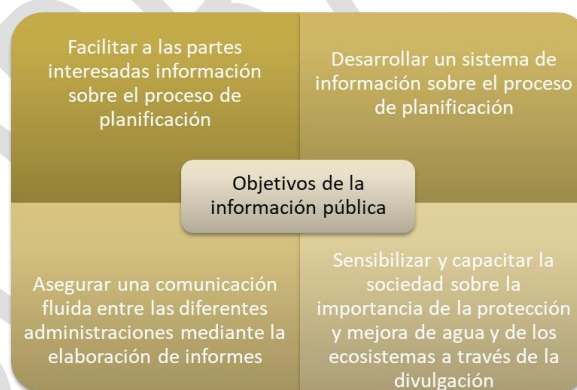 Facilitar a las partes
interesadas información
sobre el proceso de
planificación
Desarrollar un sistema de
información sobre el proceso
de planificación
Objetivos de la
información pública
Asegurar una comunicación
fluida entre las diferentes
administraciones mediante la
elaboración de informes
Sensibilizar y capacitar la
sociedad sobre la
importancia de la protección
y mejora de agua y de los
ecosistemas a través de la
divulgación